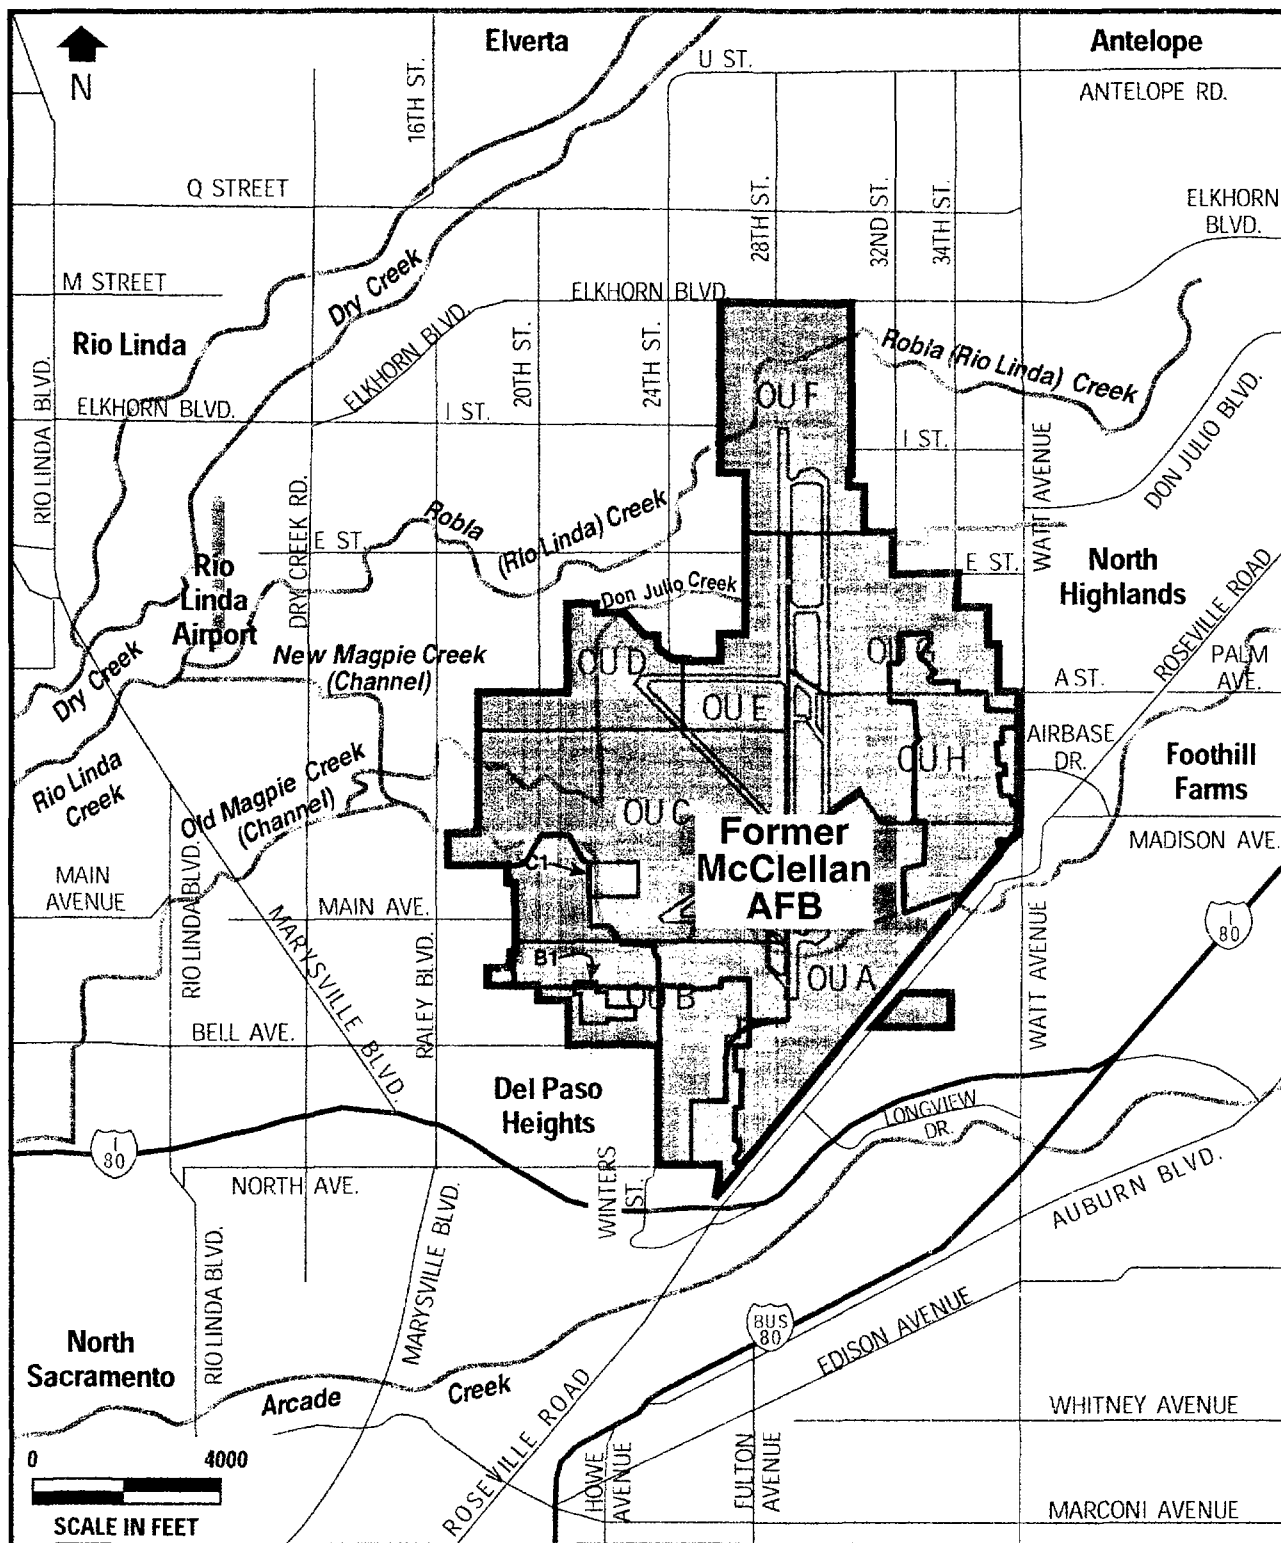 Elverta
Antelope
N
16TH ST.
U ST.
ANTELOPE RD.
Q STREET
28TH ST.
32ND ST.
34TH ST.
ELKHORN
BLVD.
M STREET
Dry Creek
ELKHORN BLVD.
ELKHORN BLVD.
Rio Linda
20TH ST.
24TH ST.
Robla (Rio Linda) Creek
RIO LINDA BLVD.
ELKHORN BLVD.
I ST.
OU F
I ST.
WATT AVENUE
DON JULIO BLVD.
DRY CREEK RD.
E ST.
Robla
(Rio Linda) Creek
E ST.
North
Highlands
ROSEVILLE ROAD
Rio
Linda
Airport
Don Julio Creek
New Magpie Creek
(Channel)
OU D
OU G
PALM
AVE.
A ST.
Dry Creek
OU E
AIRBASE
DR.
Foothill
Farms
Rio Linda
Creek
Old Magpie Creek
(Channel)
OU H
OU C
Former
McClellan
AFB
MADISON AVE.
C1
MAIN
AVENUE
RIO LINDA BLVD.
MAIN AVE.
MARYSVILLE BLVD.
RALEY BLVD.
B1
OU B
OU A
I
80
WATT AVENUE
BELL AVE.
Del Paso
Heights
LONGVIEW
DR.
I
80
NORTH AVE.
WINTERS
ST.
AUBURN BLVD.
RIO LINDA BLVD.
MARYSVILLE BLVD.
BUS
80
EDISON AVENUE
North
Sacramento
Arcade
Creek
ROSEVILLE ROAD
WHITNEY AVENUE
HOWE
AVENUE
FULTON
AVENUE
MARCONI AVENUE
0
4000
SCALE IN FEET